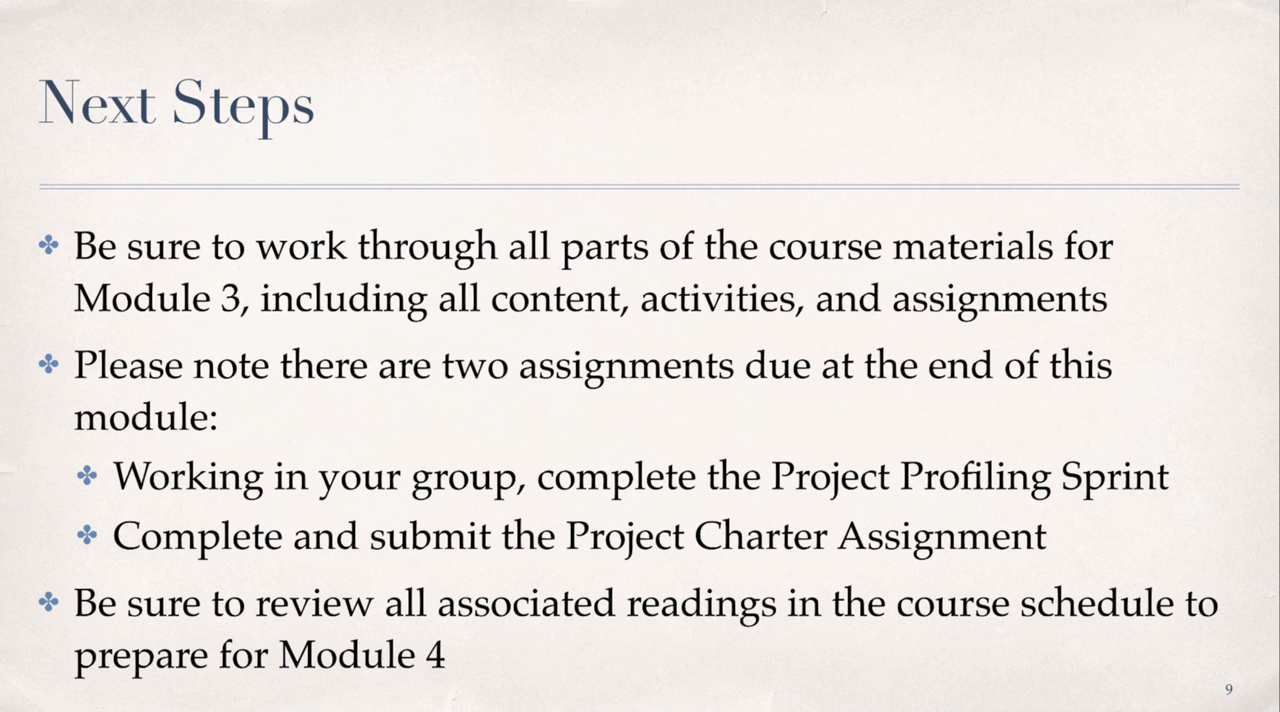 Next Steps
Be sure to work through all parts of the course materials for
Module 3, including all content, activities, and assignments
Please note there are two assignments due at the end of this
module:
Working in your group, complete the Project Profiling Sprint
Complete and submit the Project Charter Assignment
Be sure to review all associated readings in the course schedule to
prepare for Module 4
9